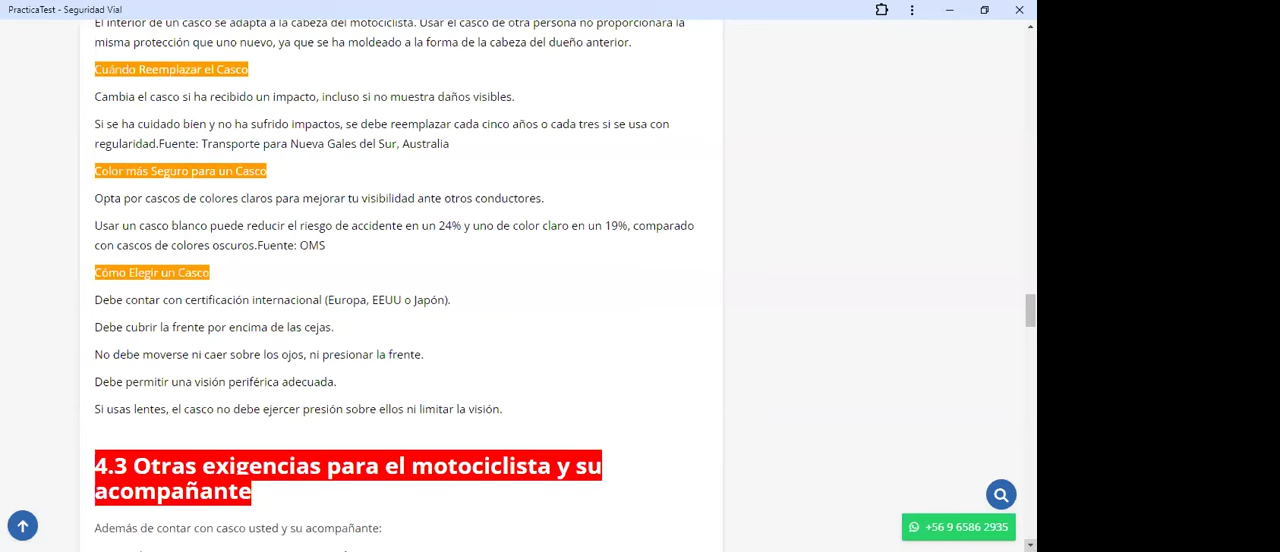 PracticaTest - Seguridad Vial
El interior de un casco se adapta a la cabeza del motociclista. Usar el casco de otra persona no proporcionará la
misma protección que uno nuevo, ya que se ha moldeado a la forma de la cabeza del dueño anterior.
Cuándo Reemplazar el Casco
Cambia el casco si ha recibido un impacto, incluso si no muestra daños visibles.
Si se ha cuidado bien y no ha sufrido impactos, se debe reemplazar cada cinco años o cada tres si se usa con
regularidad.Fuente: Transporte para Nueva Gales del Sur, Australia
Color más Seguro para un Casco
Opta por cascos de colores claros para mejorar tu visibilidad ante otros conductores.
Usar un casco blanco puede reducir el riesgo de accidente en un 24% y uno de color claro en un 19%, comparado
con cascos de colores oscuros.Fuente: OMS
Cómo Elegir un Casco
Debe contar con certificación internacional (Europa, EEUU o Japón).
Debe cubrir la frente por encima de las cejas.
No debe moverse ni caer sobre los ojos, ni presionar la frente.
Debe permitir una visión periférica adecuada.
Si usas lentes, el casco no debe ejercer presión sobre ellos ni limitar la visión.
4.3 Otras exigencias para el motociclista y su
acompañante
Además de contar con casco usted y su acompañante:
+56 9 6586 2935